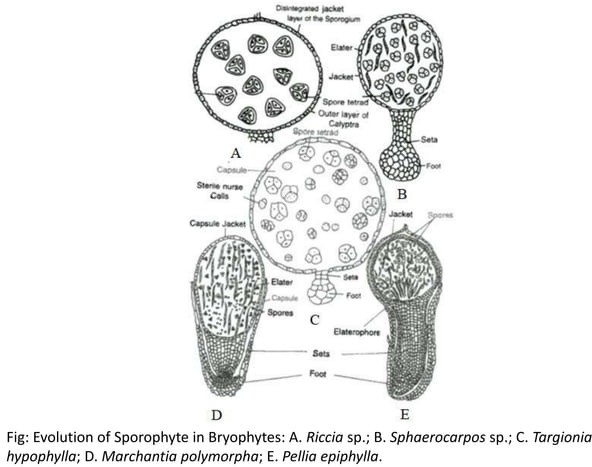 Disintegrated jacket
layer of the Sporogium
Elater
Jacket
Spore tetrad
Outer layer of
Calyptra
A
Seta
Foot
B
Spore tetrad
Capsule
Sterile nurse
Cells
Seta
Foot
C
Capsule Jacket
Elater
Capsule
Spores
Jacket
Spores
Elaterophore
Seta
Foot
D
E
Fig: Evolution of Sporophyte in Bryophytes: A. Riccia sp.; B. Sphaerocarpos sp.; C. Targionia
hypophylla; D. Marchantia polymorpha; E. Pellia epiphylla.